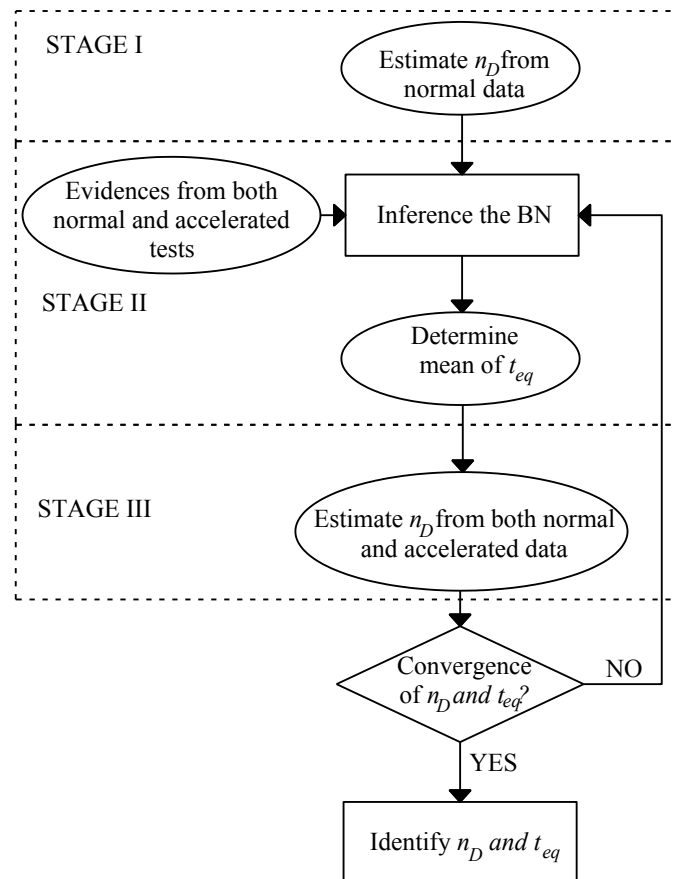 STAGE I
Estimate n_D from
normal data
Evidences from both
normal and accelerated
tests
Inference the BN
STAGE II
Determine
mean of t_eq
STAGE III
Estimate n_D from both normal
and accelerated data
Convergence
of n_D and t_eq?
NO
YES
Identify n_D and t_eq